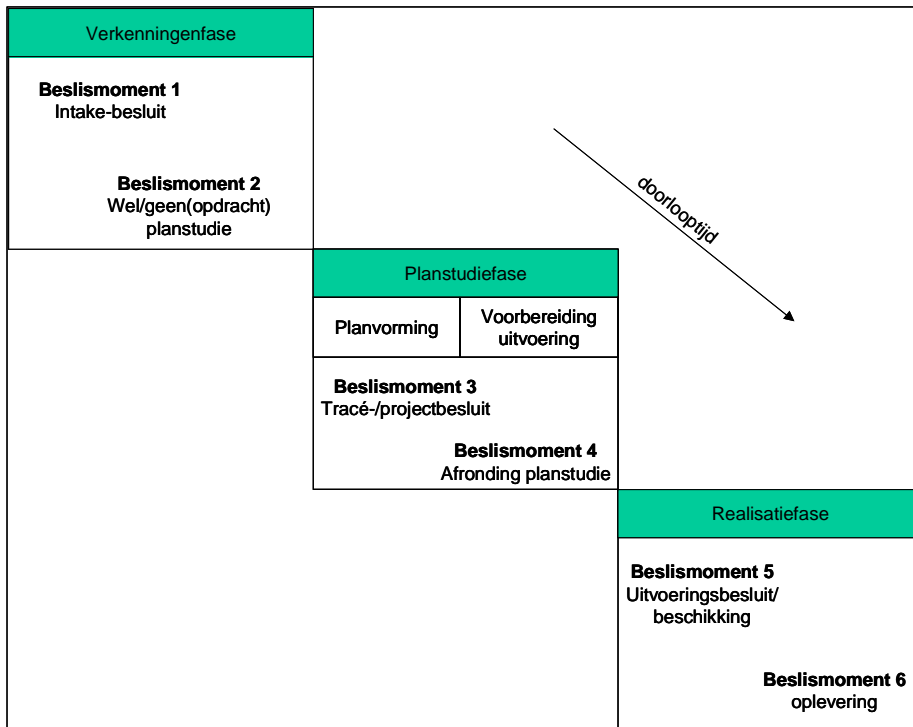 Verkenningenfase
Beslismoment 1
Intake-besluit
Beslismoment 2
Wel/geen(opdracht)
planstudie
doorlooptijd
Planstudiefase
Planvorming
Voorbereiding
uitvoering
Beslismoment 3
Tracé-/projectbesluit
Beslismoment 4
Afronding planstudie
Realisatiefase
Beslismoment 5
Uitvoeringsbesluit/
beschikking
Beslismoment 6
oplevering